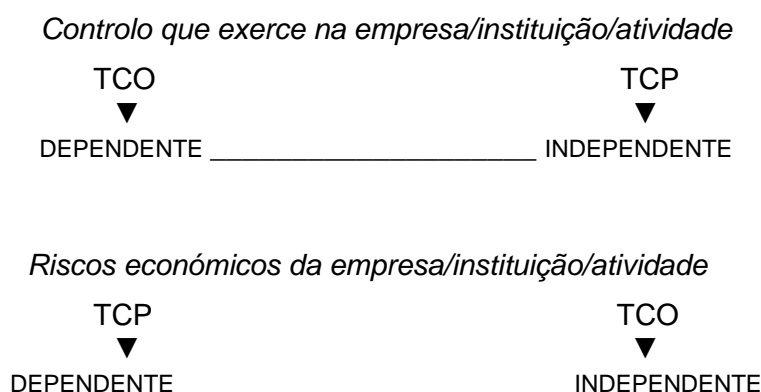 Controlo que exerce na empresa/instituição/atividade
TCO TCP
▼ ▼
DEPENDENTE ________________________ INDEPENDENTE
Riscos económicos da empresa/instituição/atividade
TCP TCO
▼ ▼
DEPENDENTE INDEPENDENTE